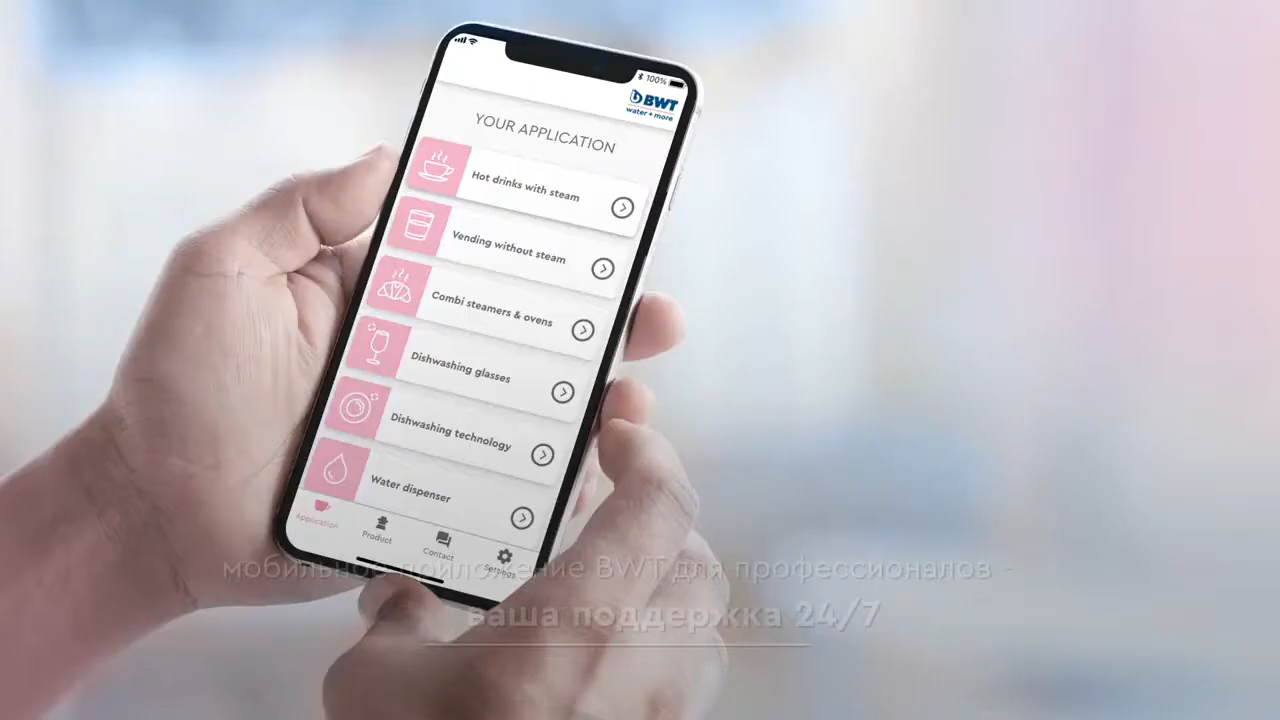 100%
BWT
water + more
YOUR APPLICATION
Hot drinks with steam
Vending without steam
Combi steamers & ovens
Dishwashing glasses
Dishwashing technology
Water dispenser
Application
Product
Contact
Settings
мобильное приложение BWT для профессионалов -
ваша поддержка 24/7